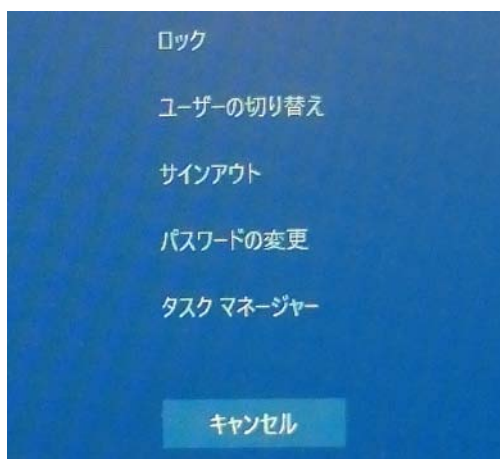 ロック
ユーザーの切り替え
サインアウト
パスワードの変更
タスク マネージャー
キャンセル